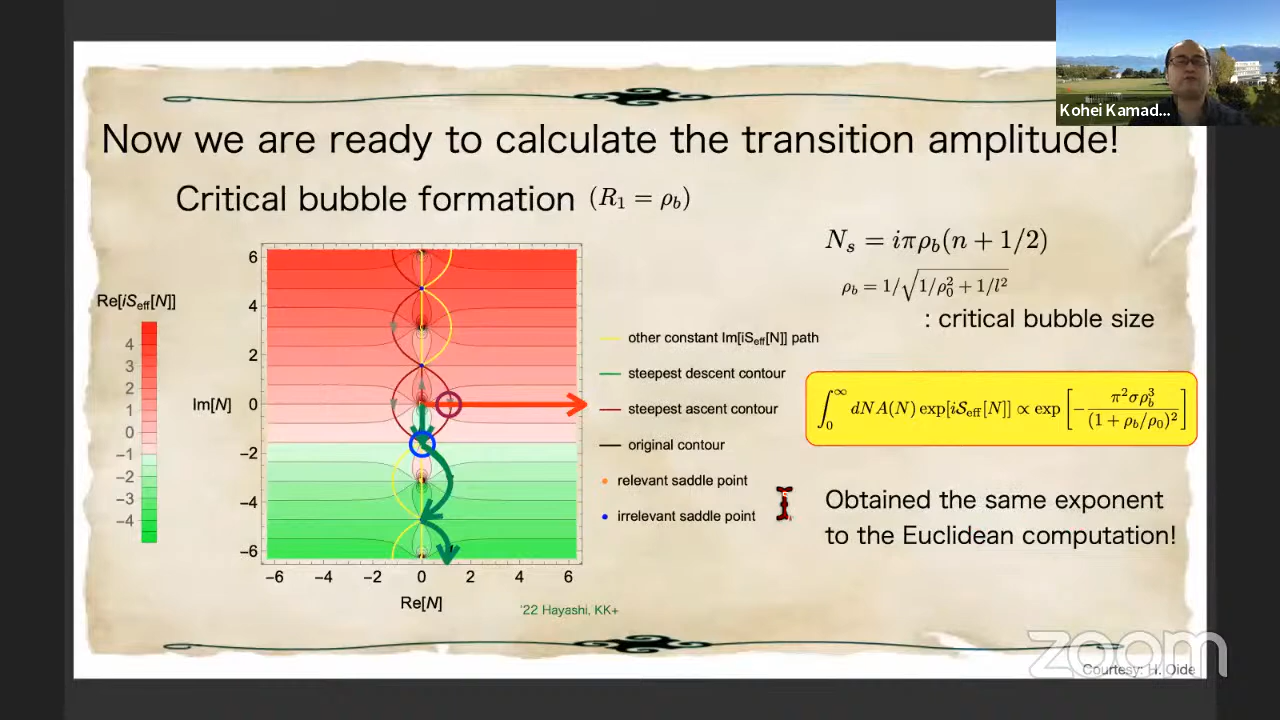 Kohei Kamad...
Now we are ready to calculate the transition amplitude!
Critical bubble formation (R₁ = ρ_b)
N_s = iπρ_b(n + 1/2)
ρ_b = 1/√(1/ρ₀² + 1/l²)
: critical bubble size
Re[iS_eff[N]]
4
3
2
1
0
−1
−2
−3
−4
6
4
2
0
−2
−4
−6
Im[N]
−6 −4 −2 0 2 4 6
Re[N]
other constant Im[iS_eff[N]] path
steepest descent contour
steepest ascent contour
original contour
relevant saddle point
irrelevant saddle point
∫₀^∞ dNA(N) exp[iS_eff[N]] ∝ exp [−π²σρ_b³/(1 + ρ_b/ρ₀)²]
Obtained the same exponent
to the Euclidean computation!
'22 Hayashi, KK+
zoom
Courtesy: H. Oide